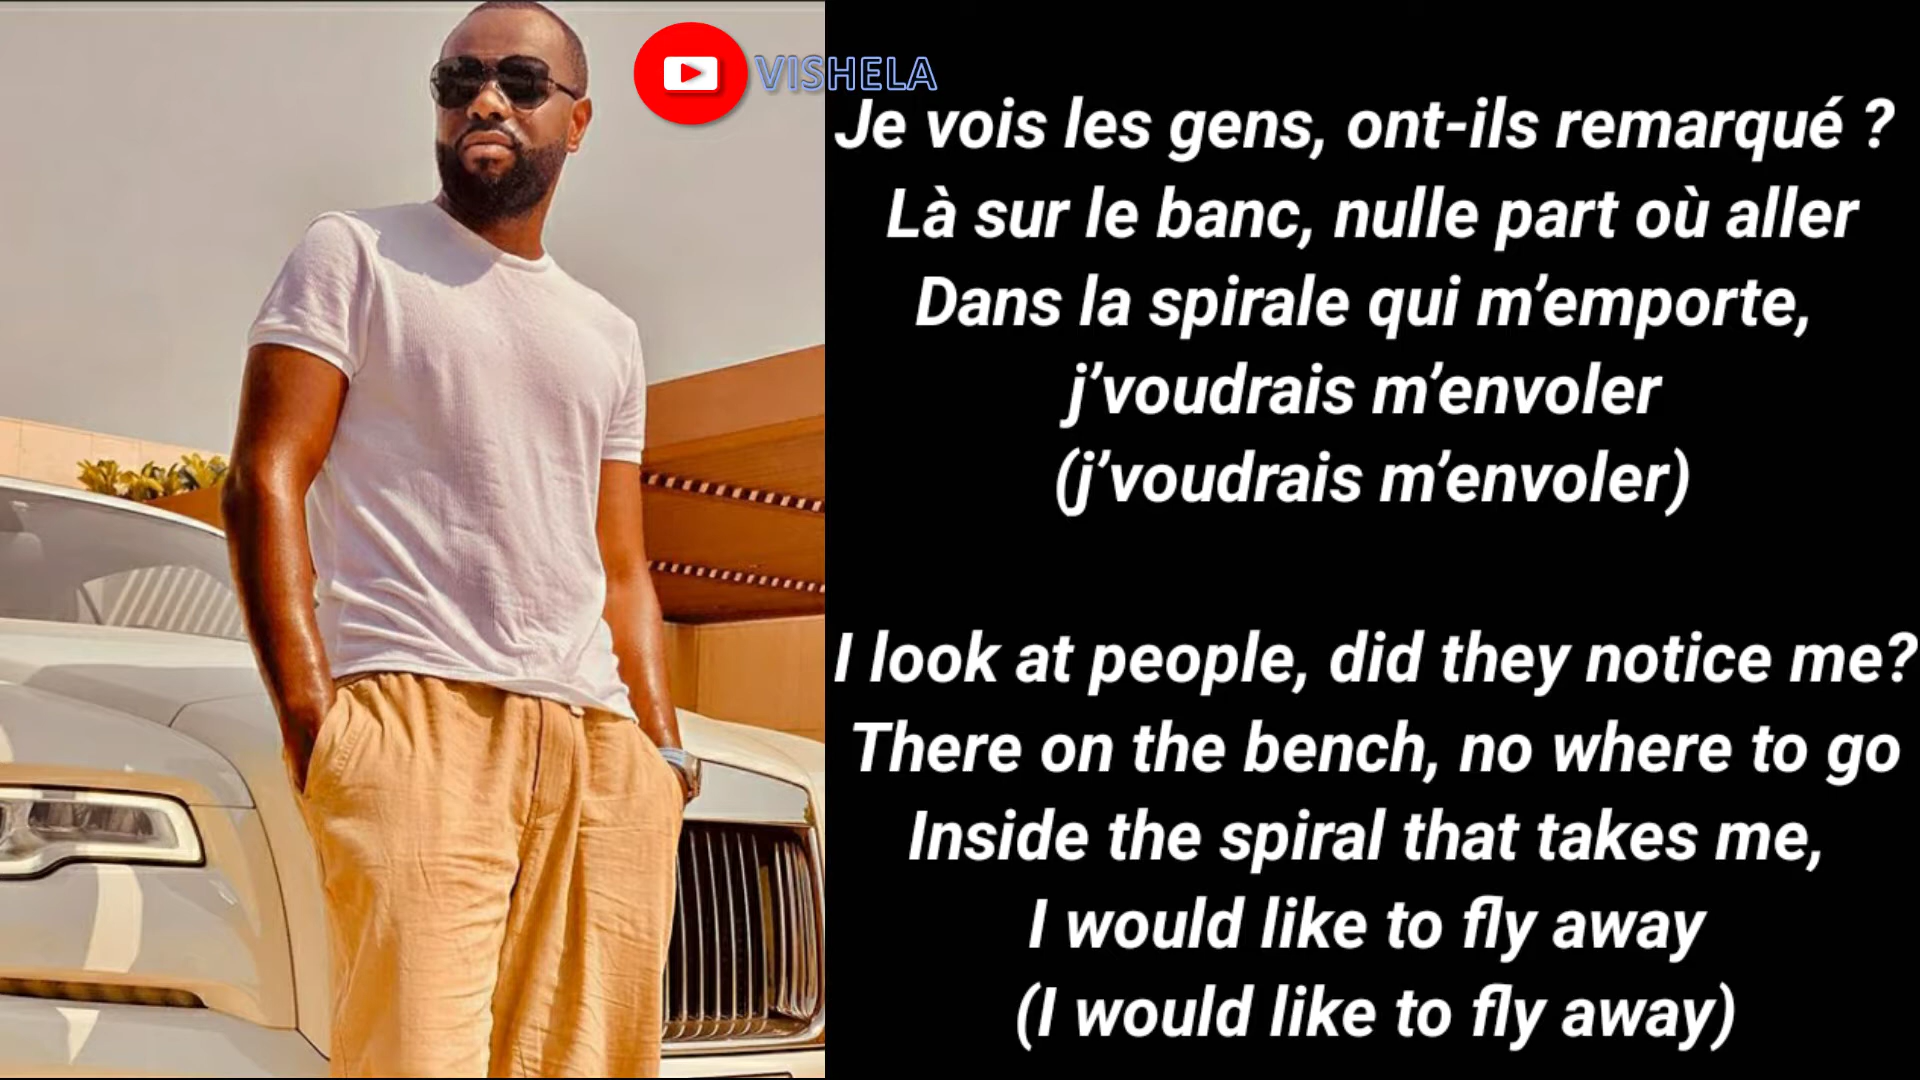 VISHELA
Je vois les gens, ont-ils remarqué ?
Là sur le banc, nulle part où aller
Dans la spirale qui m’emporte,
j’voudrais m’envoler
(j’voudrais m’envoler)
I look at people, did they notice me?
There on the bench, no where to go
Inside the spiral that takes me,
I would like to fly away
(I would like to fly away)